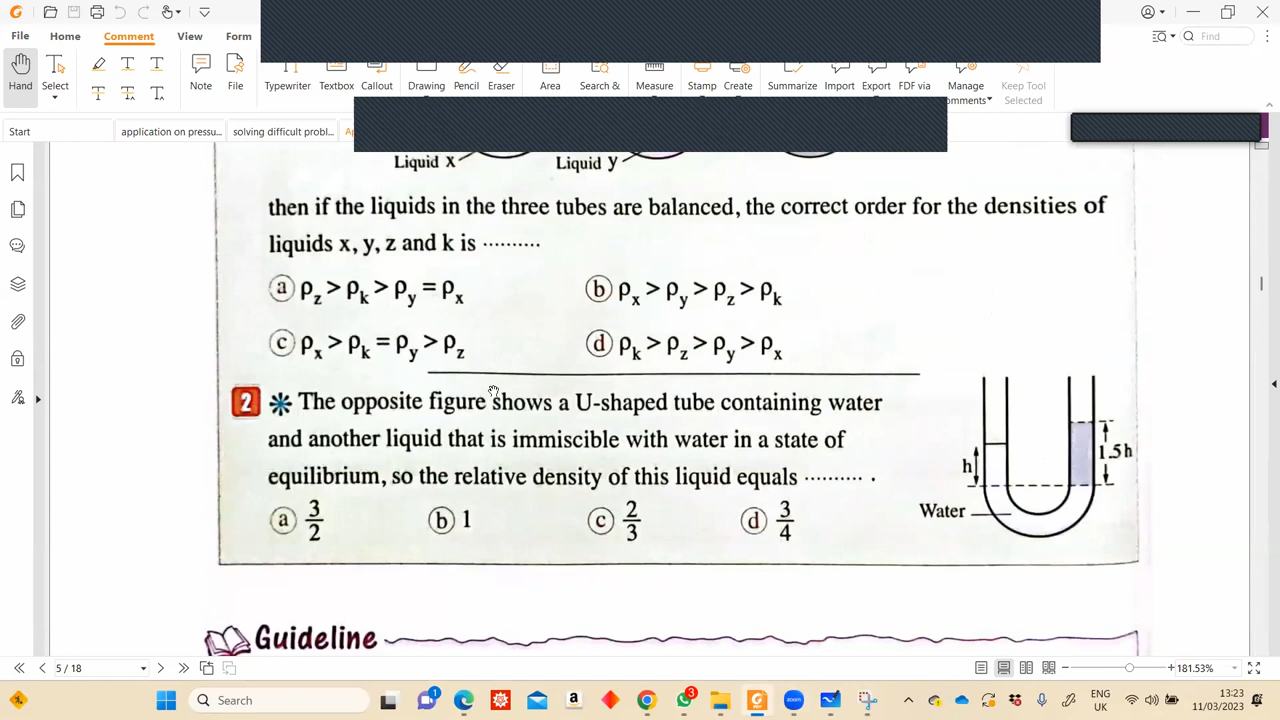 File Home Comment View Form
Find
Hand Select Note File Typewriter Textbox Callout Drawing Pencil Eraser Area Search & Measure Stamp Create Summarize Import Export FDF via Manage Keep Tool
omments Selected
Start application on pressu... solving difficult probl... Ap
Liquid x Liquid y
then if the liquids in the three tubes are balanced, the correct order for the densities of
liquids x, y, z and k is ··········
a ρz > ρk > ρy = ρx b ρx > ρy > ρz > ρk
c ρx > ρk = ρy > ρz d ρk > ρz > ρy > ρx
2 * The opposite figure shows a U-shaped tube containing water
and another liquid that is immiscible with water in a state of
equilibrium, so the relative density of this liquid equals ·········· .
a 3/2 b 1 c 2/3 d 3/4
h 1.5h
Water
Guideline
5 / 18 181.53%
Search
1 3 zoom
ENG
UK
13:23
11/03/2023